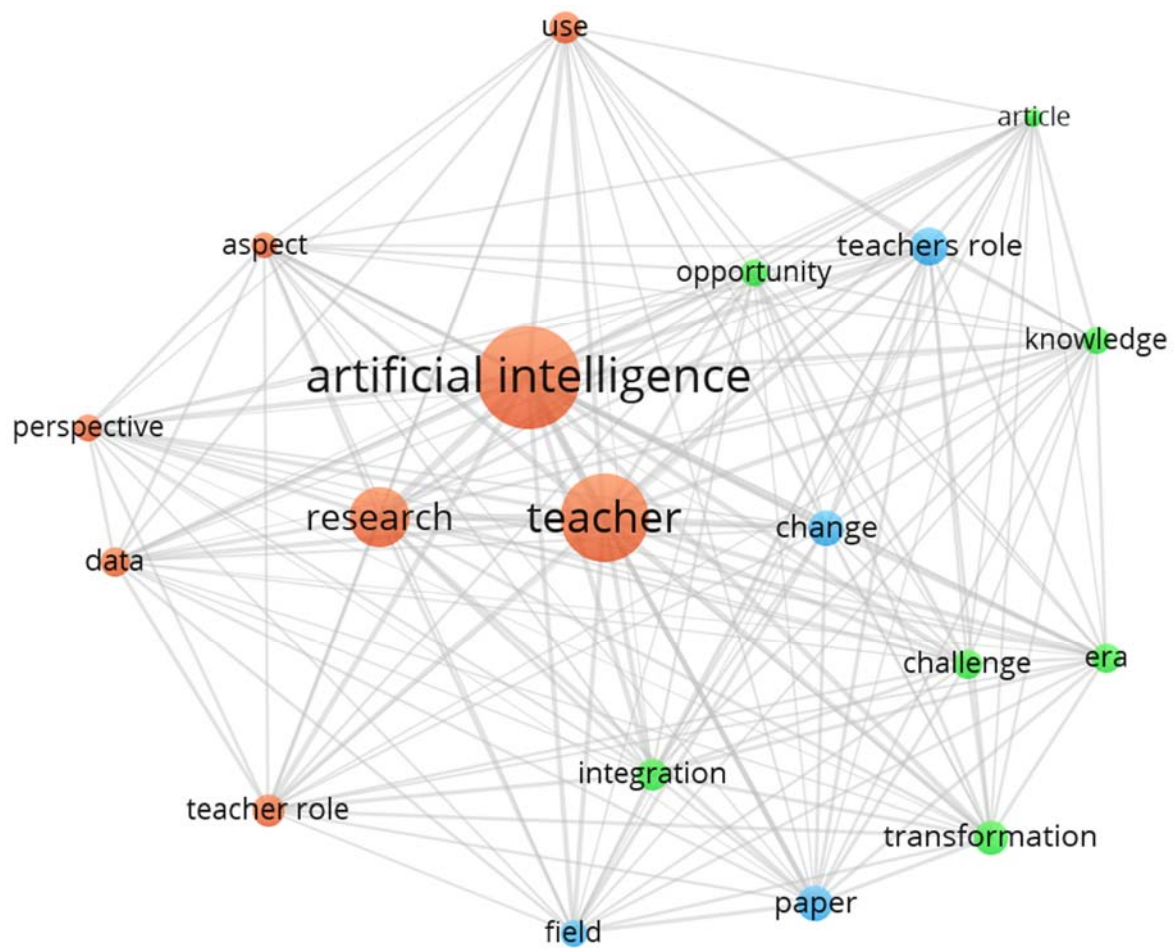 use
article
aspect
teachers role
opportunity
knowledge
artificial intelligence
perspective
research
teacher
change
data
challenge
era
integration
teacher role
transformation
paper
field